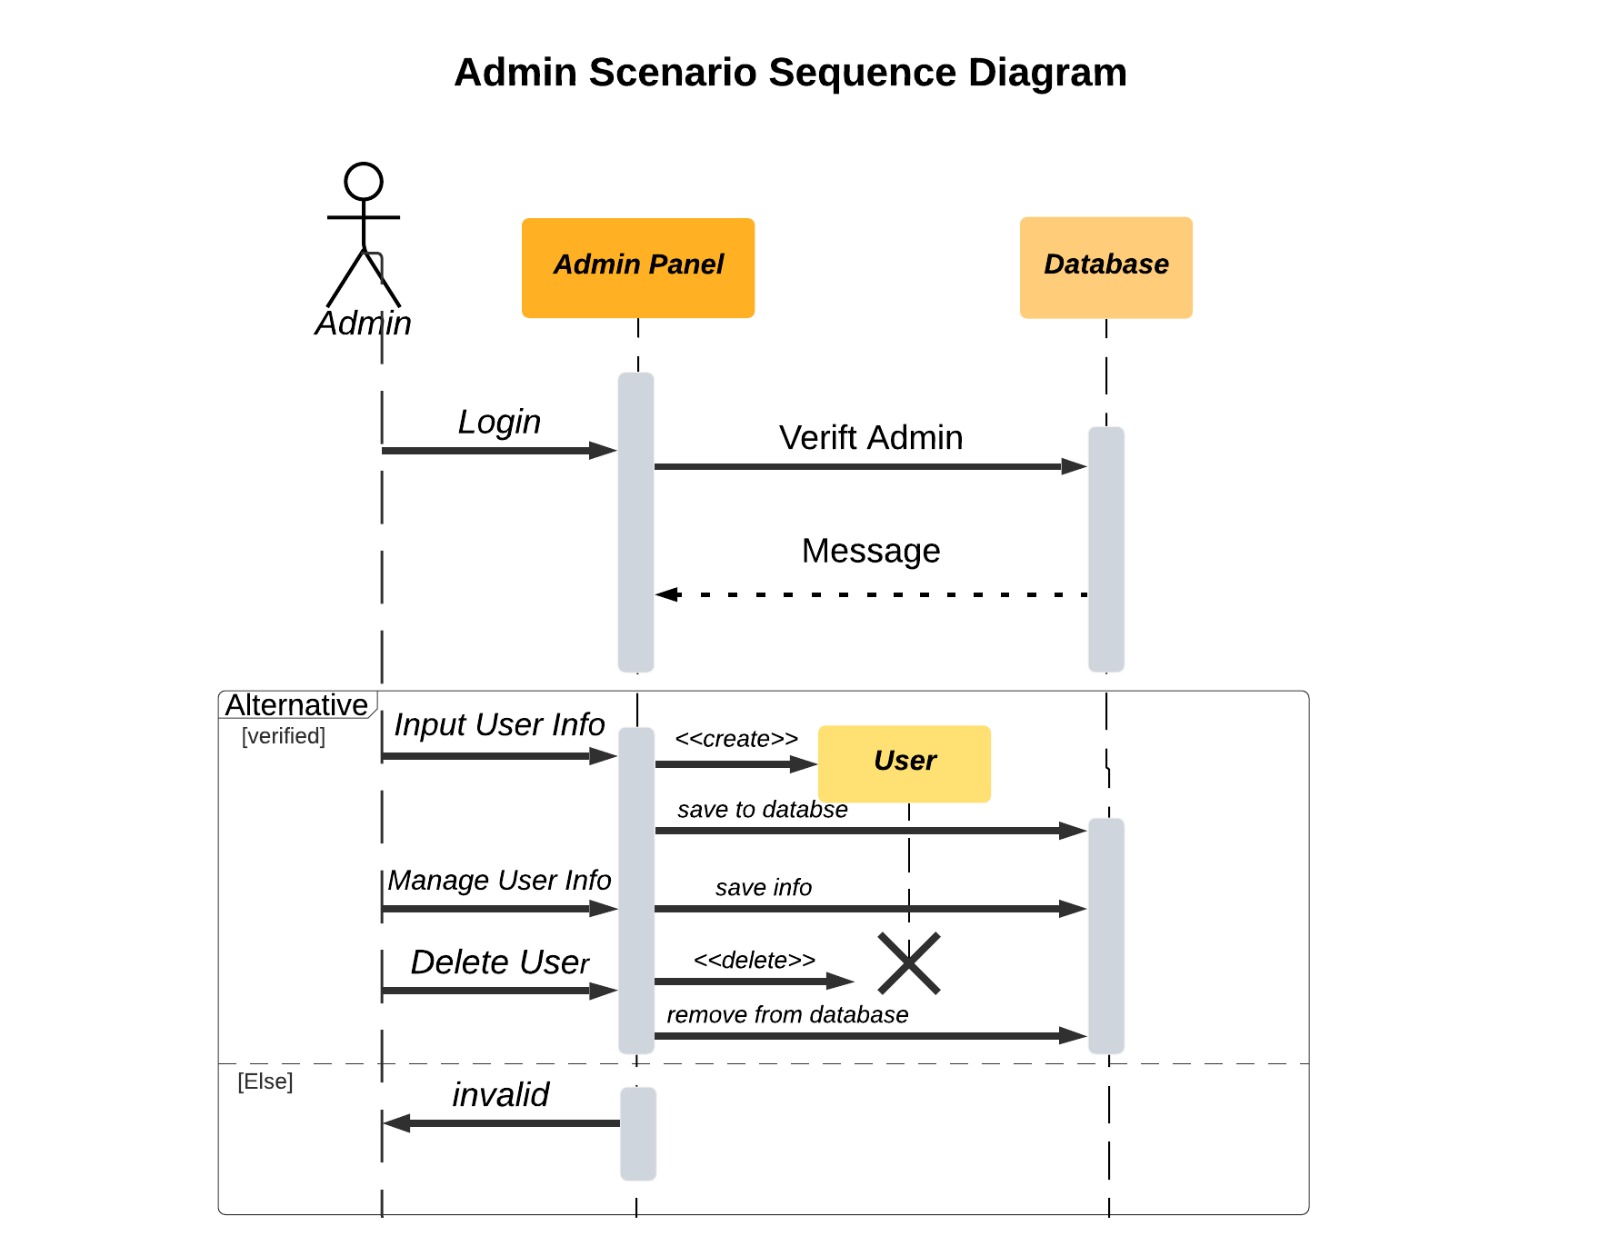 Admin Scenario Sequence Diagram
Admin
Admin Panel
Database
Login
Verift Admin
Message
Alternative
[verified]
Input User Info
<<create>>
User
save to databse
Manage User Info
save info
Delete User
<<delete>>
remove from database
[Else]
invalid